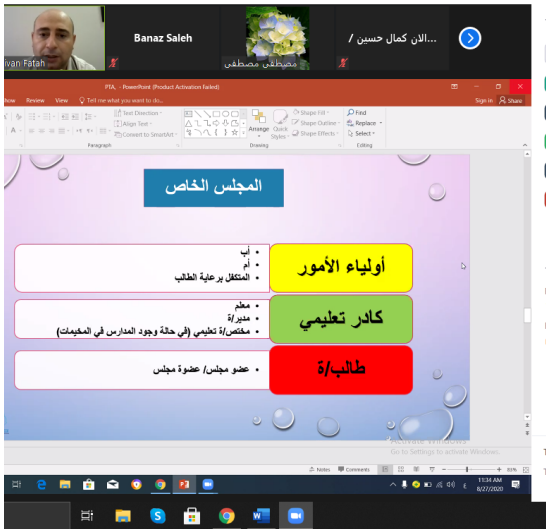 ivan Fatah
Banaz Saleh
مصطفى مصطفى
الان كمال حسين /...
PTA, - PowerPoint (Product Activation Failed)
how Review View Tell me what you want to do...
Sign in Share
Text Direction
Align Text
Convert to SmartArt
Paragraph
Arrange
Quick Styles
Shape Fill
Shape Outline
Shape Effects
Drawing
Find
Replace
Select
Editing
المجلس الخاص
أولياء الأمور
• أب
• أم
• المتكفل برعاية الطالب
كادر تعليمي
• معلم
• مدير/ة
• مختص/ة تعليمي (في حالة وجود المدارس في المخيمات)
طالب/ة
• عضو مجلس/ عضوة مجلس
Activate Windows
Go to Settings to activate Windows.
Notes Comments
83%
11:34 AM
8/27/2020